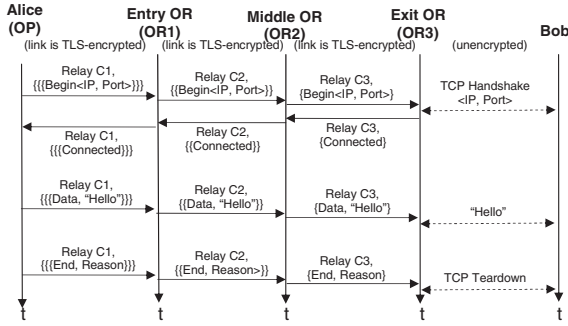 Alice
(OP)
Entry OR
(OR1)
Middle OR
(OR2)
Exit OR
(OR3)
Bob
(link is TLS-encrypted)
(link is TLS-encrypted)
(link is TLS-encrypted)
(unencrypted)
Relay C1,
{{{Begin<IP, Port>}}}
Relay C2,
{{Begin<IP, Port>}}
Relay C3,
{Begin<IP, Port>}
TCP Handshake
<IP, Port>
Relay C1,
{{{Connected}}}
Relay C2,
{{Connected}}
Relay C3,
{Connected}
Relay C1,
{{{Data, “Hello”}}}
Relay C2,
{{Data, “Hello”}}
Relay C3,
{Data, “Hello”}
“Hello”
Relay C1,
{{{End, Reason}}}
Relay C2,
{{End, Reason>}}
Relay C3,
{End, Reason}
TCP Teardown
t
t
t
t
t